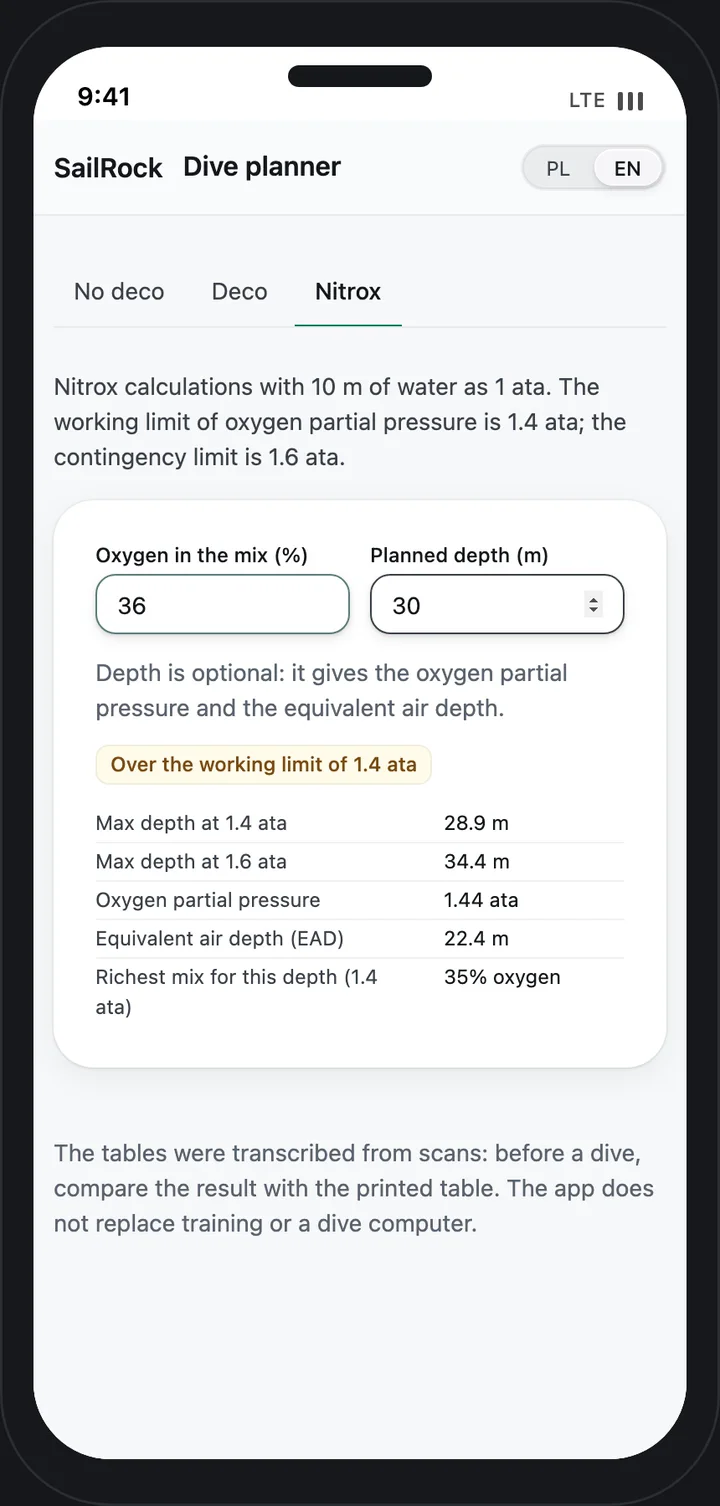 9:41
LTE
SailRock Dive planner
PL EN
No deco Deco Nitrox
Nitrox calculations with 10 m of water as 1 ata. The
working limit of oxygen partial pressure is 1.4 ata; the
contingency limit is 1.6 ata.
Oxygen in the mix (%) Planned depth (m)
36 30
Depth is optional: it gives the oxygen partial
pressure and the equivalent air depth.
Over the working limit of 1.4 ata
Max depth at 1.4 ata 28.9 m
Max depth at 1.6 ata 34.4 m
Oxygen partial pressure 1.44 ata
Equivalent air depth (EAD) 22.4 m
Richest mix for this depth (1.4 35% oxygen
ata)
The tables were transcribed from scans: before a dive,
compare the result with the printed table. The app does
not replace training or a dive computer.